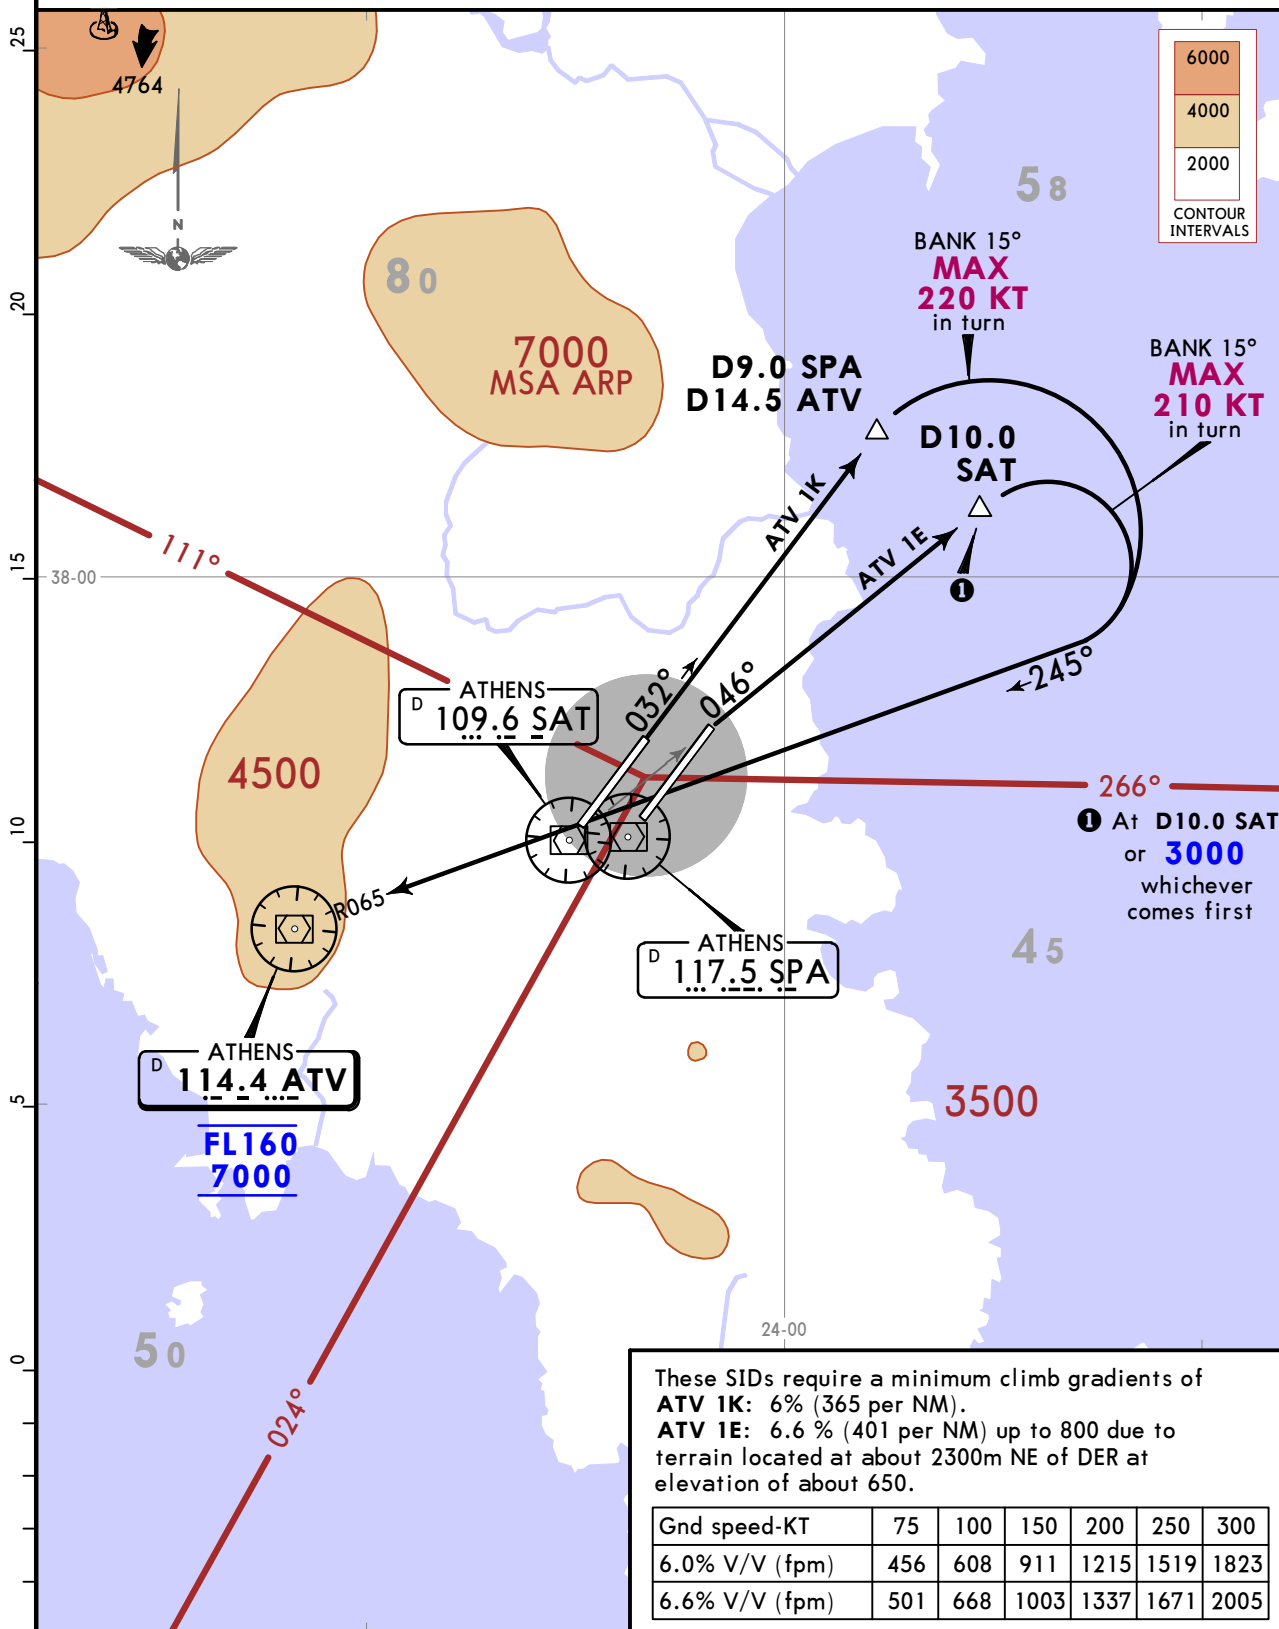 25
20
15
10
5
0
4764
N
6000
4000
2000
CONTOUR
INTERVALS
58
80
7000
MSA ARP
BANK 15°
MAX
220 KT
in turn
BANK 15°
MAX
210 KT
in turn
D9.0 SPA
D14.5 ATV
D10.0
SAT
ATV 1K
ATV 1E
❶
111°
38-00
ATHENS
D 109.6 SAT
032°
046°
←245°
4500
266°
❶ At D10.0 SAT
or 3000
whichever
comes first
R065
45
ATHENS
D 117.5 SPA
ATHENS
D 114.4 ATV
FL160
7000
3500
24-00
50
024°
These SIDs require a minimum climb gradients of
ATV 1K: 6% (365 per NM).
ATV 1E: 6.6 % (401 per NM) up to 800 due to
terrain located at about 2300m NE of DER at
elevation of about 650.
Gnd speed-KT 75 100 150 200 250 300
6.0% V/V (fpm) 456 608 911 1215 1519 1823
6.6% V/V (fpm) 501 668 1003 1337 1671 2005